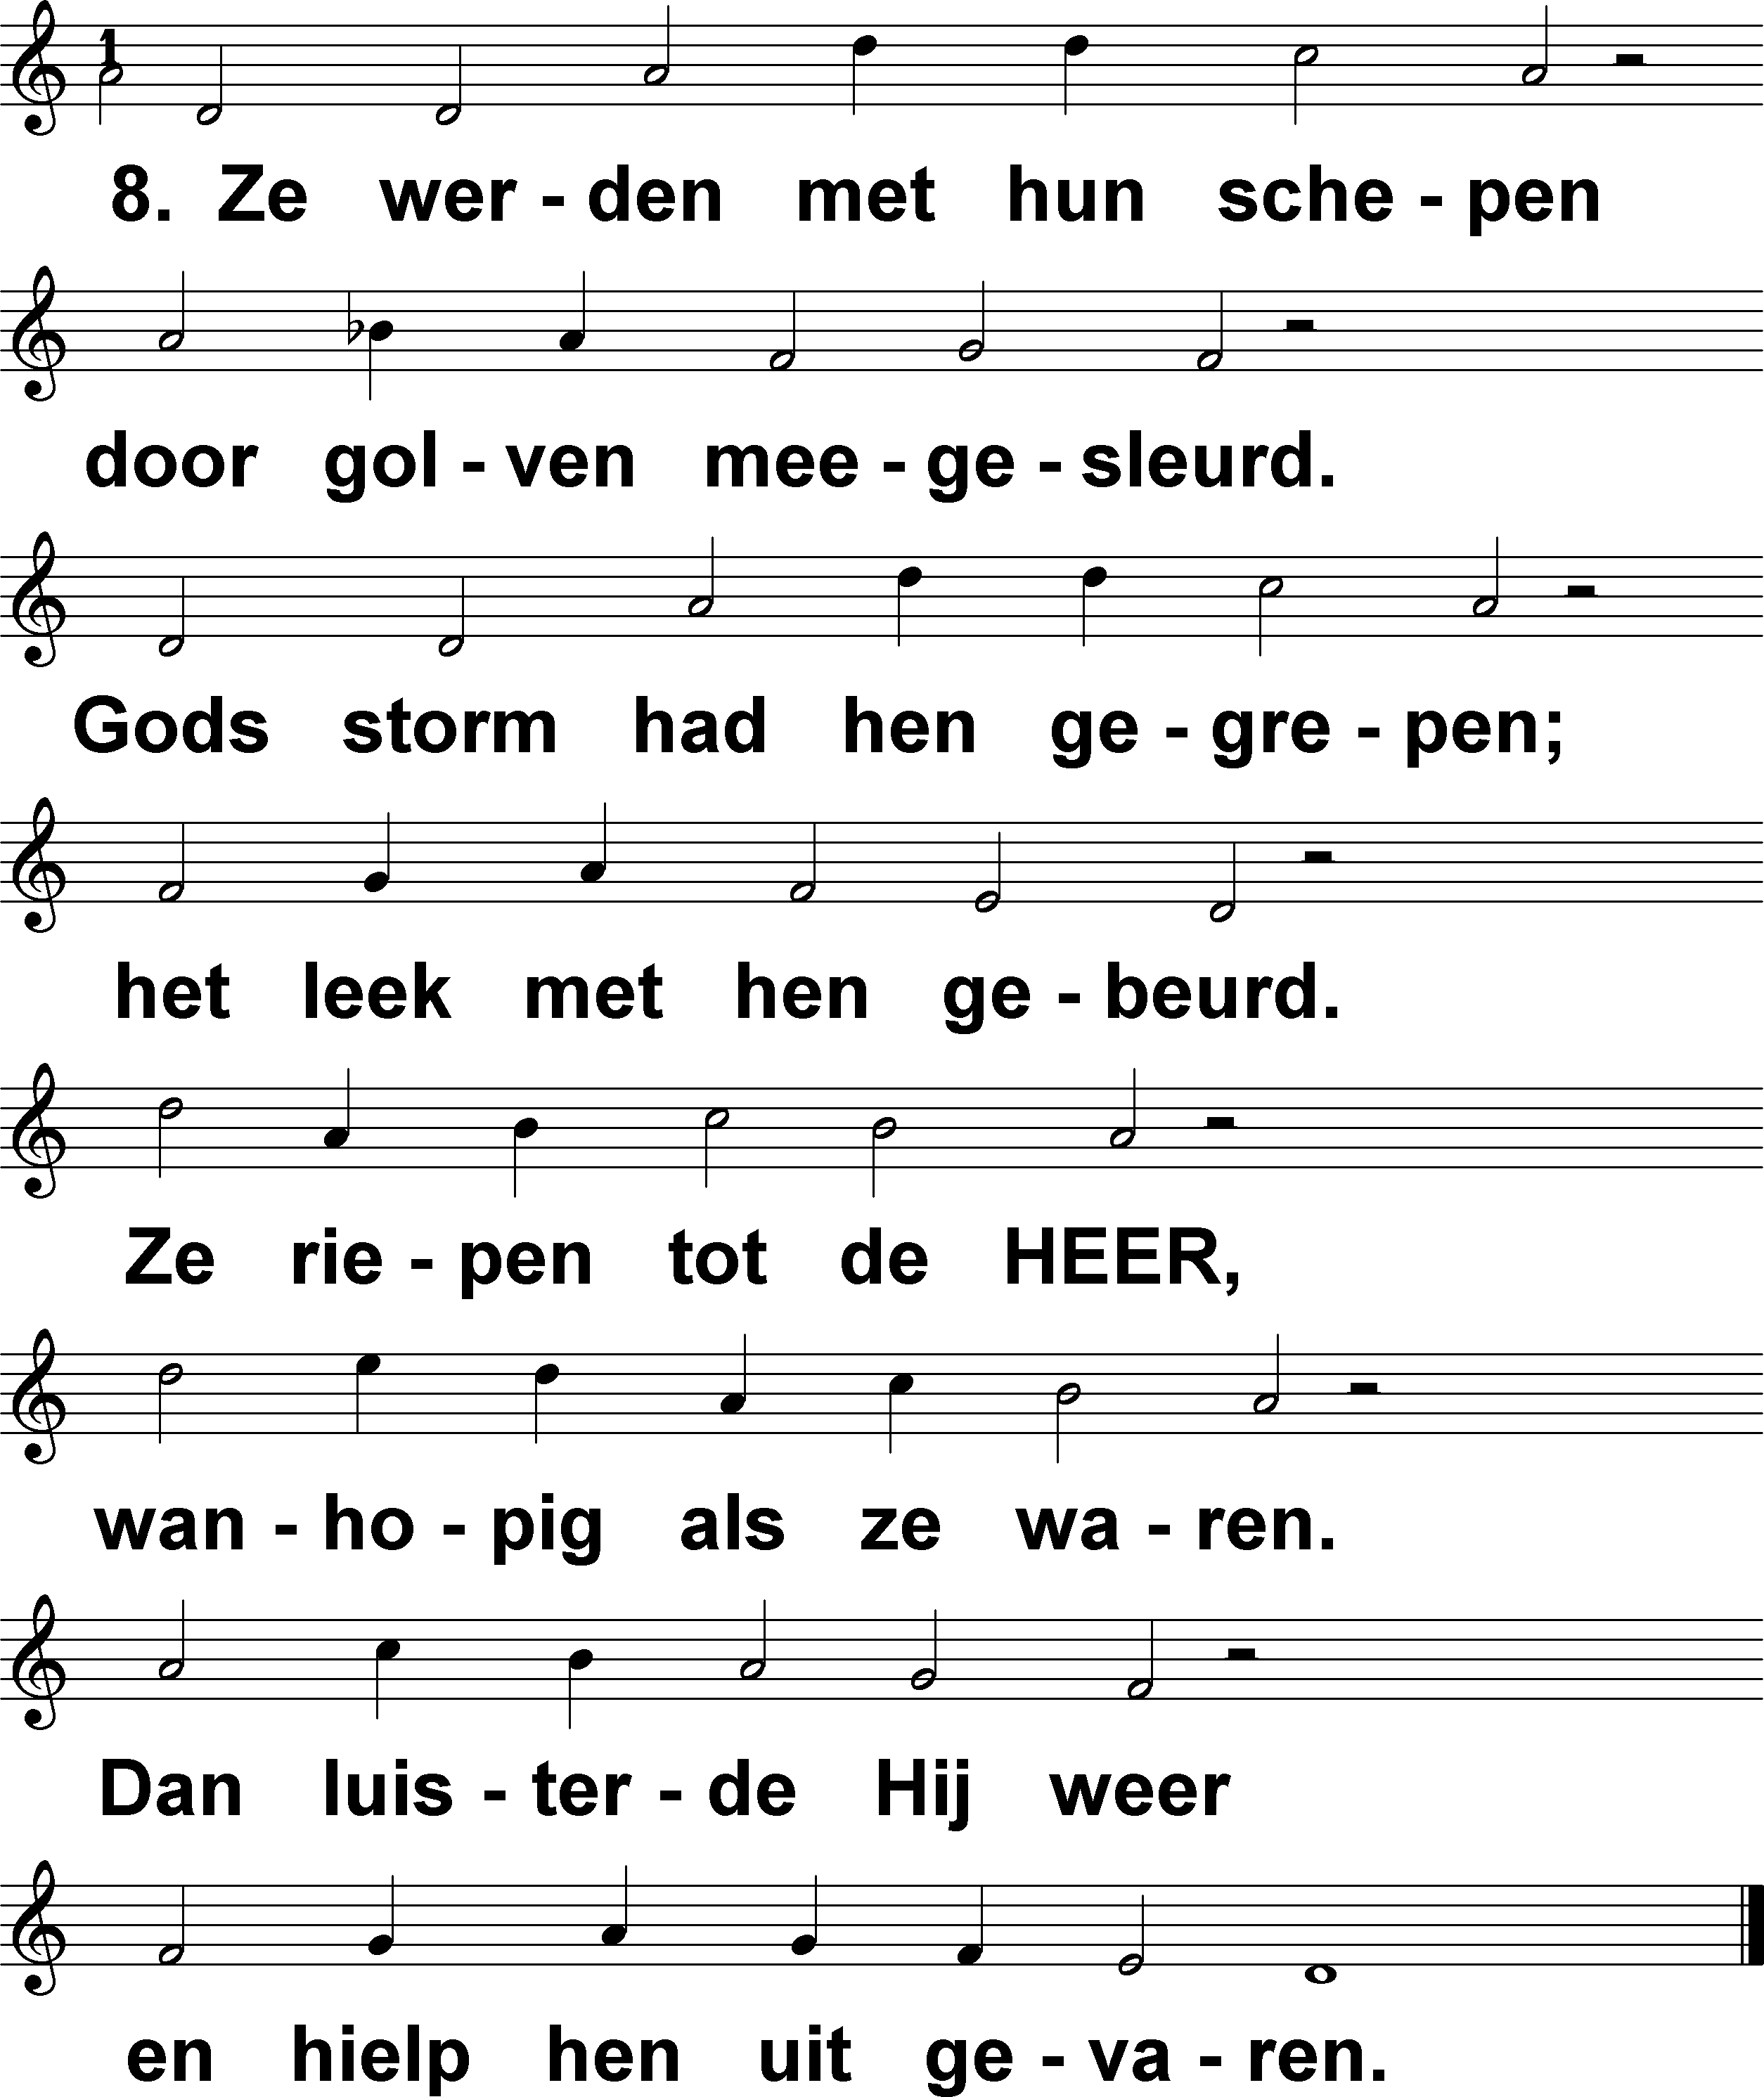 1
8. Ze wer - den met hun sche - pen
door gol - ven mee - ge - sleurd.
Gods storm had hen ge - gre - pen;
het leek met hen ge - beurd.
Ze rie - pen tot de HEER,
wan - ho - pig als ze wa - ren.
Dan luis - ter - de Hij weer
en hielp hen uit ge - va - ren.